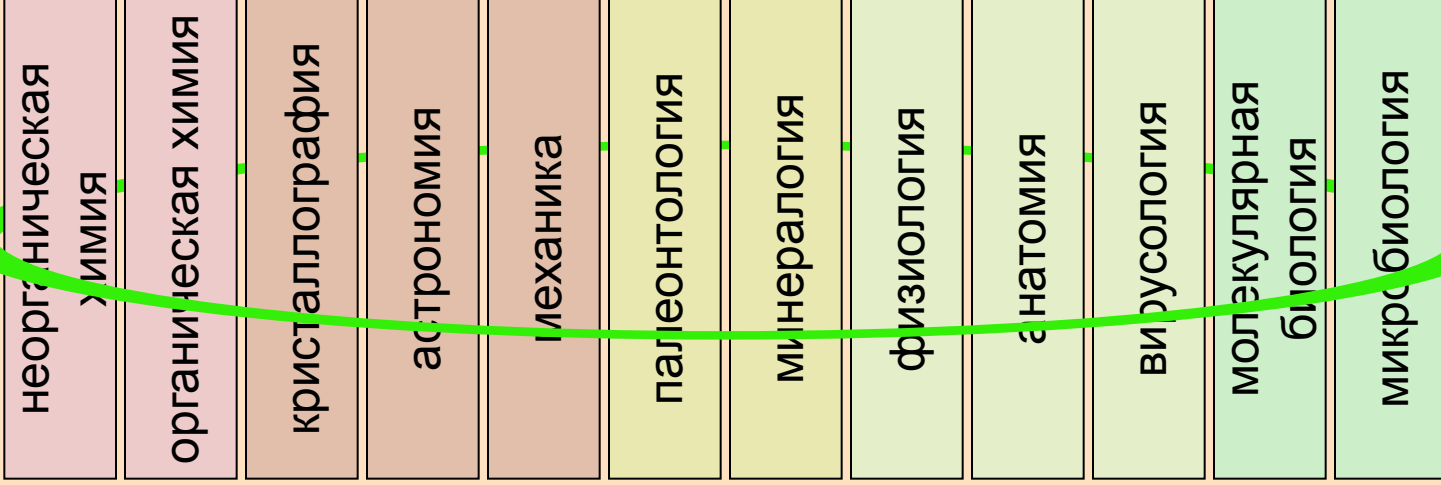 неорганическая
химия
органическая химия
кристаллография
астрономия
механика
палеонтология
минералогия
физиология
анатомия
вирусология
молекулярная
биология
микробиология